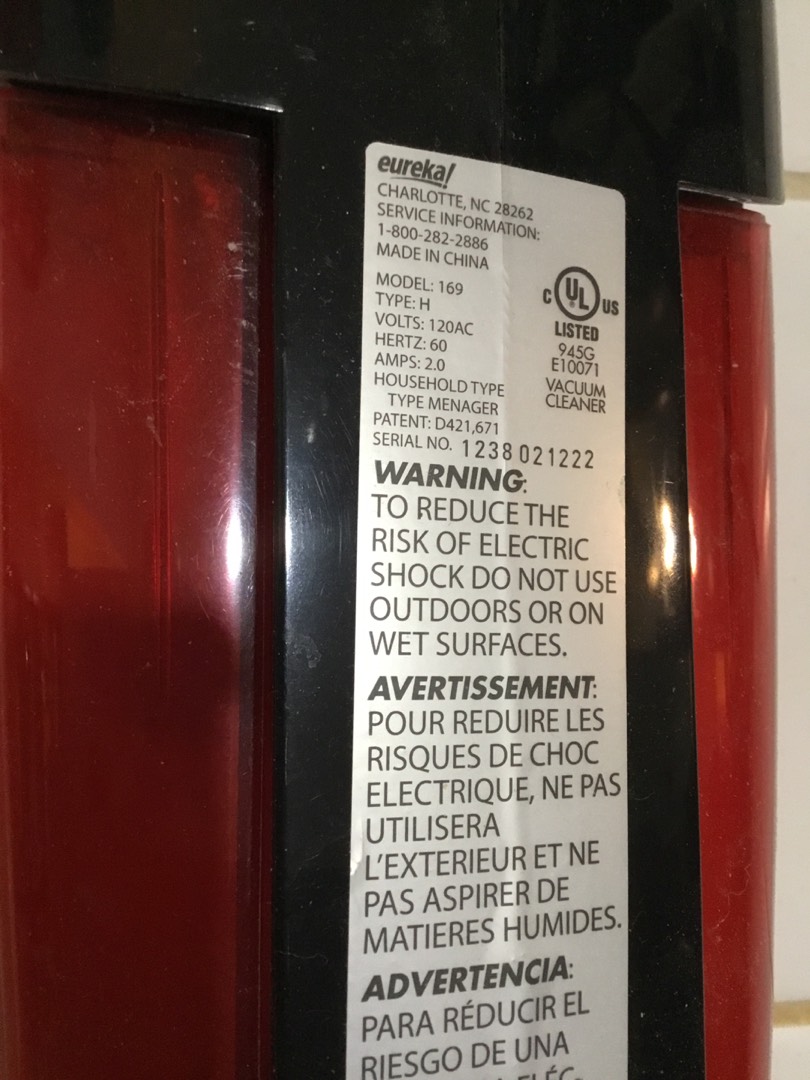 eureka!
CHARLOTTE, NC 28262
SERVICE INFORMATION:
1-800-282-2886
MADE IN CHINA
MODEL: 169
TYPE: H
VOLTS: 120AC
HERTZ: 60
AMPS: 2.0
HOUSEHOLD TYPE
TYPE MENAGER
PATENT: D421,671
SERIAL NO. 1238 021222
C UL US
LISTED
945G
E10071
VACUUM
CLEANER
WARNING:
TO REDUCE THE
RISK OF ELECTRIC
SHOCK DO NOT USE
OUTDOORS OR ON
WET SURFACES.
AVERTISSEMENT:
POUR REDUIRE LES
RISQUES DE CHOC
ELECTRIQUE, NE PAS
UTILISERA
L'EXTERIEUR ET NE
PAS ASPIRER DE
MATIERES HUMIDES.
ADVERTENCIA:
PARA RÉDUCIR EL
RIESGO DE UNA